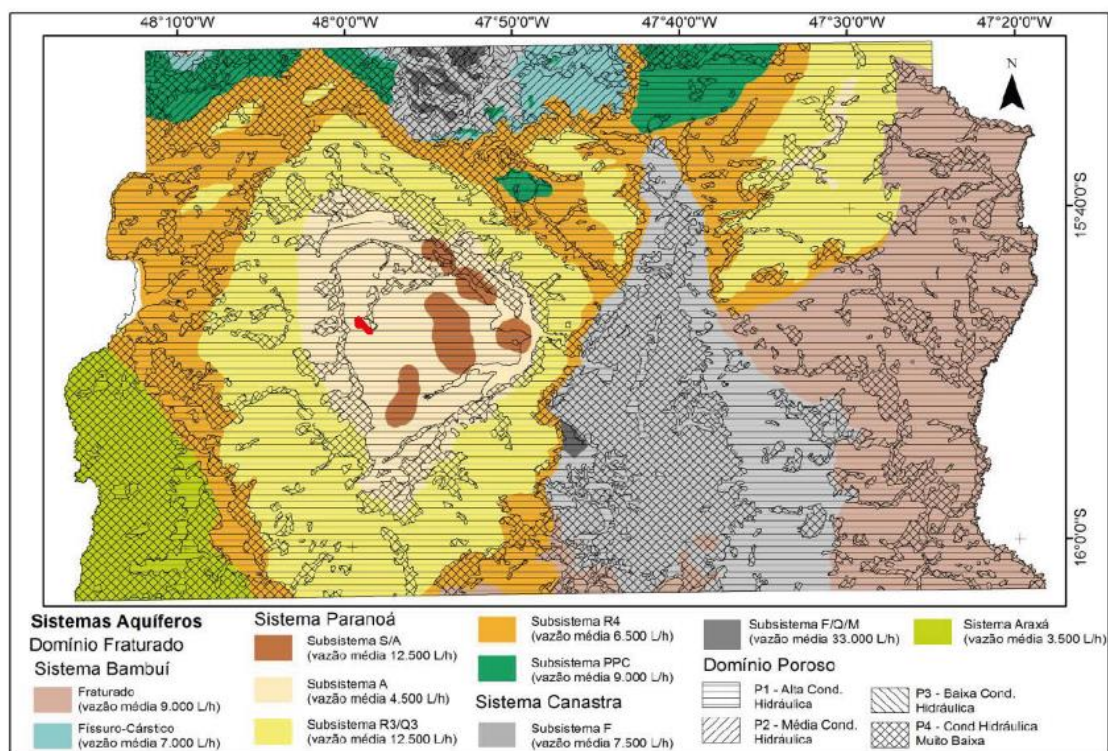 48°10'0"W 48°0'0"W 47°50'0"W 47°40'0"W 47°30'0"W 47°20'0"W
N
15°40'0"S
16°0'0"S
Sistemas Aquíferos
Domínio Fraturado
Sistema Bambuí
Fraturado
(vazão média 9.000 L/h)
Físsuro-Cárstico
(vazão média 7.000 L/h)
Sistema Paranoá
Subsistema S/A
(vazão média 12.500 L/h)
Subsistema A
(vazão média 4.500 L/h)
Subsistema R3/Q3
(vazão média 12.500 L/h)
Subsistema R4
(vazão média 6.500 L/h)
Subsistema PPC
(vazão média 9.000 L/h)
Sistema Canastra
Subsistema F
(vazão média 7.500 L/h)
Subsistema F/Q/M
(vazão média 33.000 L/h)
Sistema Araxá
(vazão média 3.500 L/h)
Domínio Poroso
P1 - Alta Cond.
Hidráulica
P2 - Média Cond.
Hidráulica
P3 - Baixa Cond.
Hidráulica
P4 - Cond Hidráulica
Muito Baixa